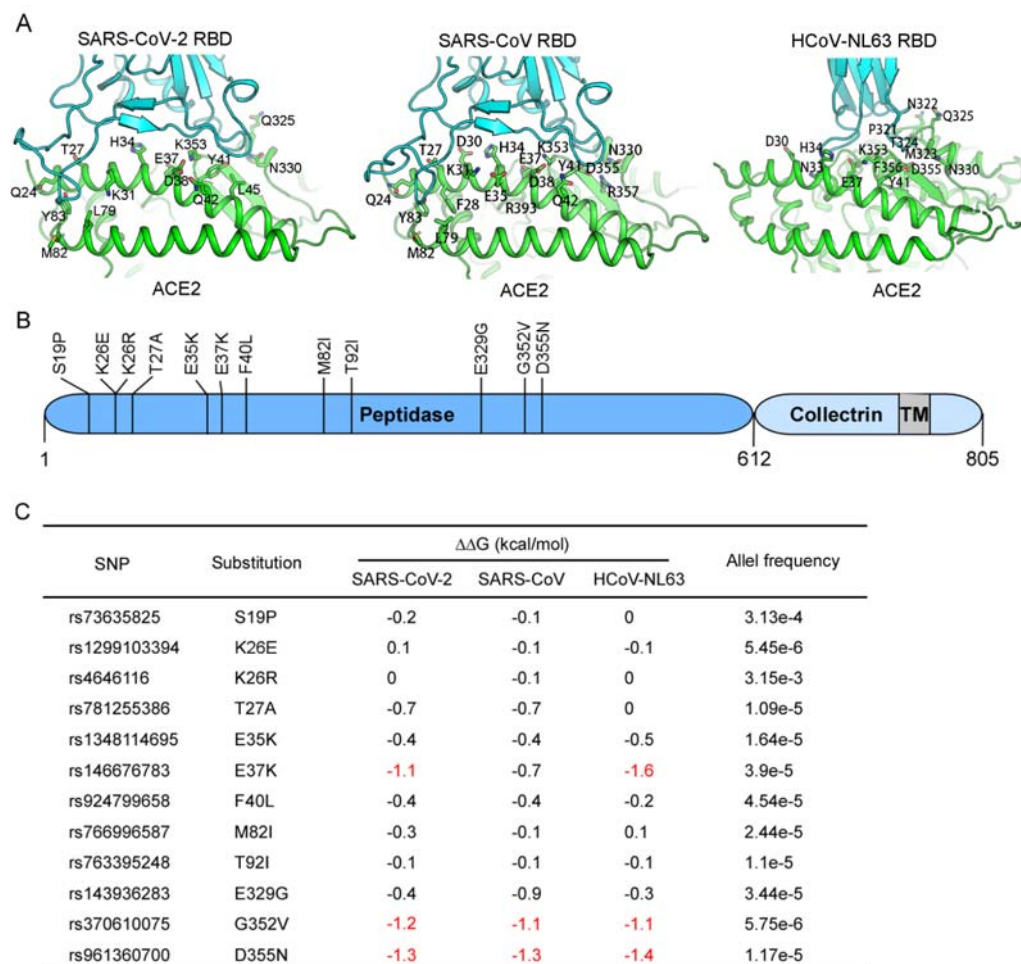 A
SARS-CoV-2 RBD
SARS-CoV RBD
HCoV-NL63 RBD
Q325
T27
H34
K353
E37
Y41
N330
Q24
D38
L45
K31
Q42
Y83
L79
M82
ACE2
T27
D30
H34
K353
N330
E37
Y41
D355
K31
Q24
E35
D38
R357
Y83
F28
R393
Q42
L79
M82
ACE2
N322
Q325
D30
H34
P321
K353
T324
N33
M323
F356
D355
N330
E37
Y41
ACE2
B
S19P
K26E
K26R
T27A
E35K
E37K
F40L
M82I
T92I
E329G
G352V
D355N
Peptidase
Collectrin
TM
1
612
805
C
SNP Substitution ΔΔG (kcal/mol) Allel frequency
SARS-CoV-2 SARS-CoV HCoV-NL63
rs73635825 S19P -0.2 -0.1 0 3.13e-4
rs1299103394 K26E 0.1 -0.1 -0.1 5.45e-6
rs4646116 K26R 0 -0.1 0 3.15e-3
rs781255386 T27A -0.7 -0.7 0 1.09e-5
rs1348114695 E35K -0.4 -0.4 -0.5 1.64e-5
rs146676783 E37K -1.1 -0.7 -1.6 3.9e-5
rs924799658 F40L -0.4 -0.4 -0.2 4.54e-5
rs766996587 M82I -0.3 -0.1 0.1 2.44e-5
rs763395248 T92I -0.1 -0.1 -0.1 1.1e-5
rs143936283 E329G -0.4 -0.9 -0.3 3.44e-5
rs370610075 G352V -1.2 -1.1 -1.1 5.75e-6
rs961360700 D355N -1.3 -1.3 -1.4 1.17e-5